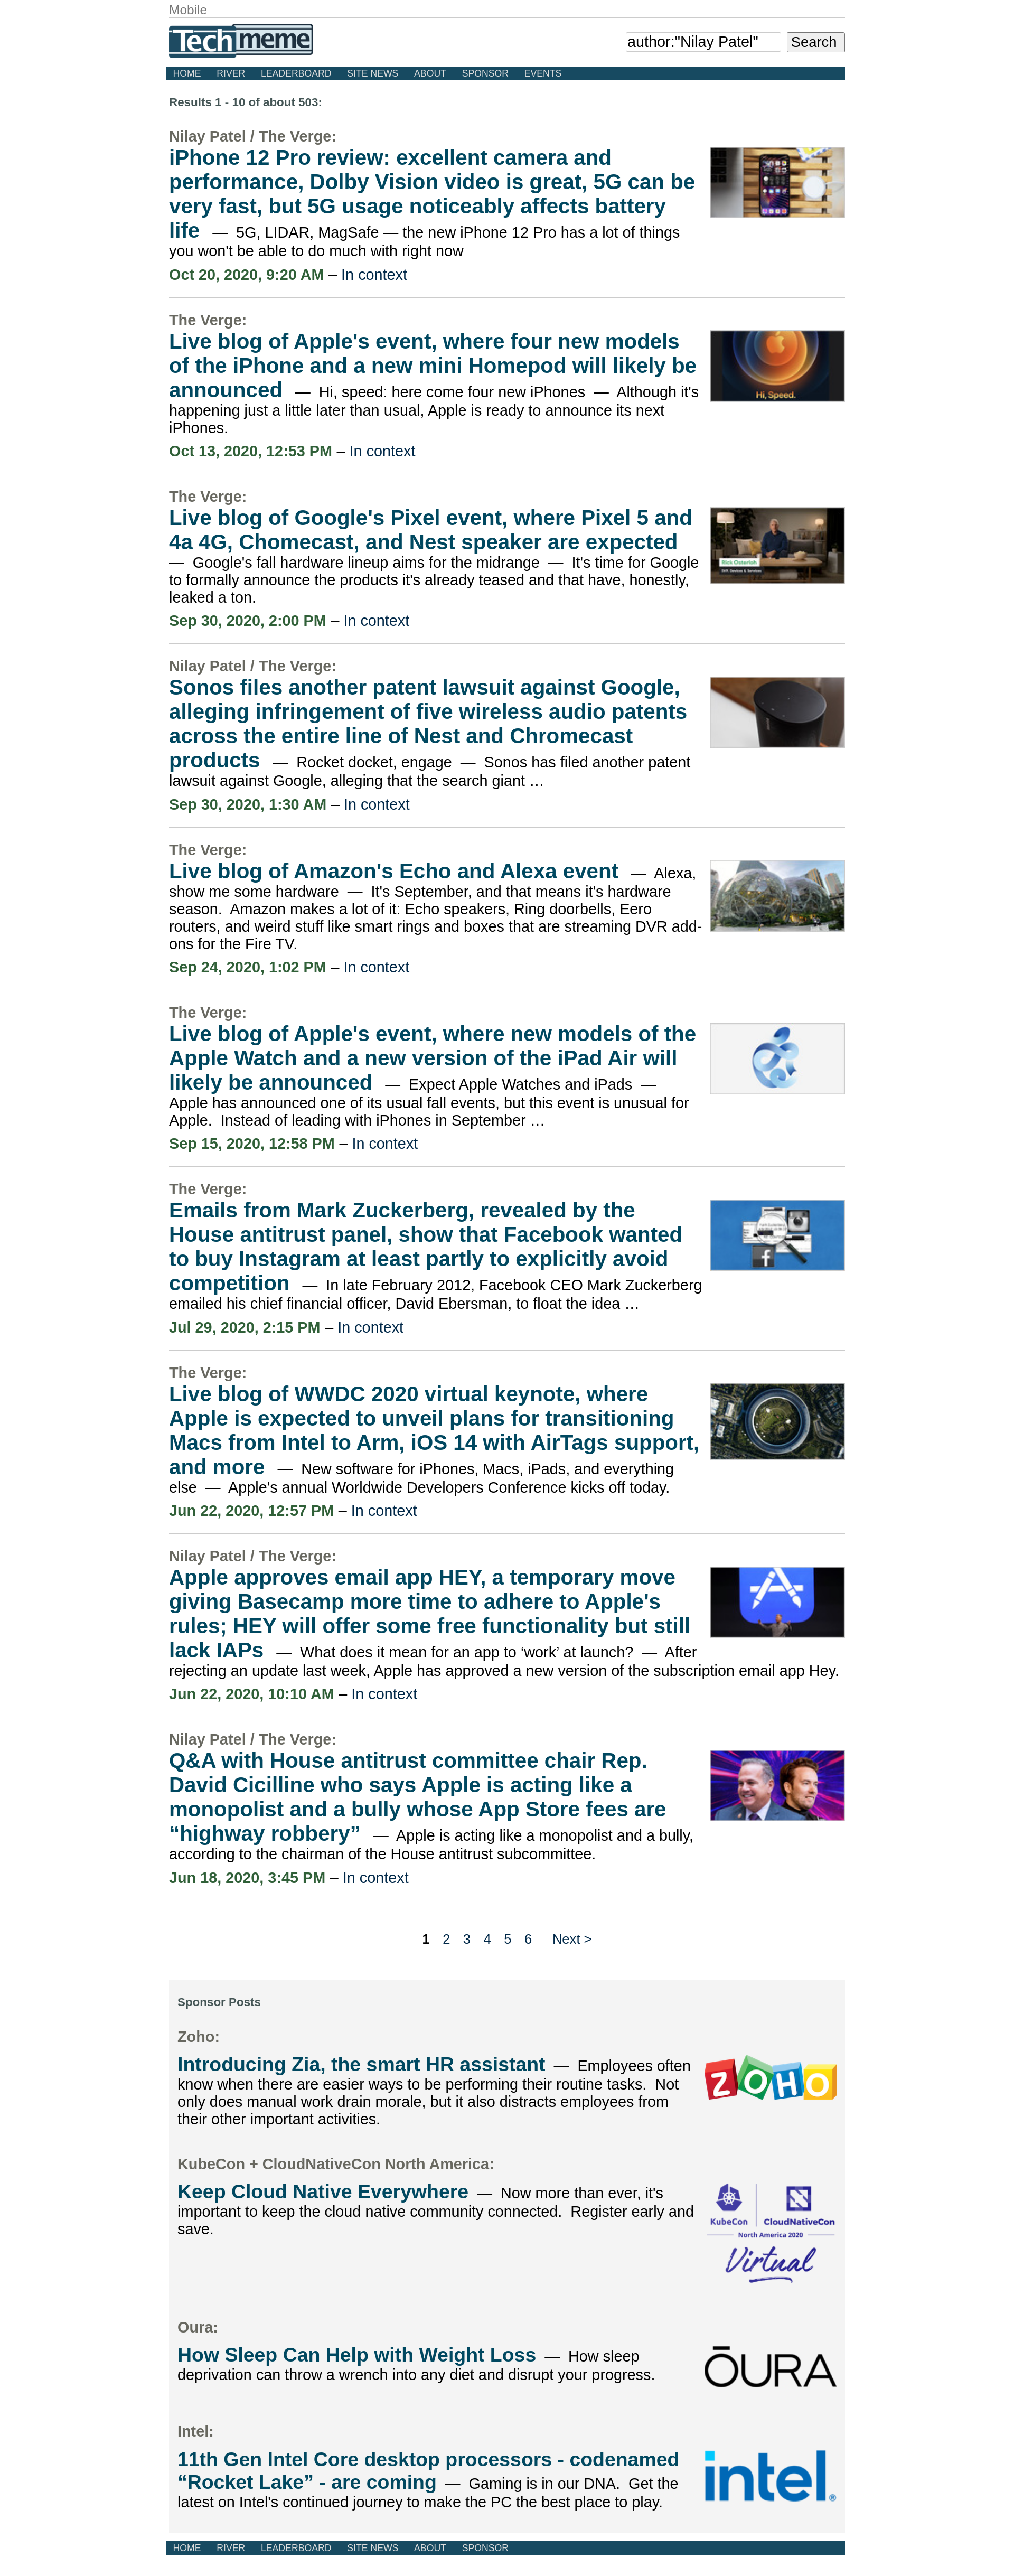 Mobile
Techmeme
author:"Nilay Patel"
Search
HOME RIVER LEADERBOARD SITE NEWS ABOUT SPONSOR EVENTS
Results 1 - 10 of about 503:
Nilay Patel / The Verge:
iPhone 12 Pro review: excellent camera and
performance, Dolby Vision video is great, 5G can be
very fast, but 5G usage noticeably affects battery
life — 5G, LIDAR, MagSafe — the new iPhone 12 Pro has a lot of things
you won't be able to do much with right now
Oct 20, 2020, 9:20 AM – In context
The Verge:
Live blog of Apple's event, where four new models
of the iPhone and a new mini Homepod will likely be
announced — Hi, speed: here come four new iPhones — Although it's
happening just a little later than usual, Apple is ready to announce its next
iPhones.
Hi, Speed.
Oct 13, 2020, 12:53 PM – In context
The Verge:
Live blog of Google's Pixel event, where Pixel 5 and
4a 4G, Chomecast, and Nest speaker are expected
— Google's fall hardware lineup aims for the midrange — It's time for Google
to formally announce the products it's already teased and that have, honestly,
leaked a ton.
Rick Osterloh
SVP, Devices & Services
Sep 30, 2020, 2:00 PM – In context
Nilay Patel / The Verge:
Sonos files another patent lawsuit against Google,
alleging infringement of five wireless audio patents
across the entire line of Nest and Chromecast
products — Rocket docket, engage — Sonos has filed another patent
lawsuit against Google, alleging that the search giant …
Sep 30, 2020, 1:30 AM – In context
The Verge:
Live blog of Amazon's Echo and Alexa event — Alexa,
show me some hardware — It's September, and that means it's hardware
season. Amazon makes a lot of it: Echo speakers, Ring doorbells, Eero
routers, and weird stuff like smart rings and boxes that are streaming DVR add-
ons for the Fire TV.
Sep 24, 2020, 1:02 PM – In context
The Verge:
Live blog of Apple's event, where new models of the
Apple Watch and a new version of the iPad Air will
likely be announced — Expect Apple Watches and iPads —
Apple has announced one of its usual fall events, but this event is unusual for
Apple. Instead of leading with iPhones in September …
Sep 15, 2020, 12:58 PM – In context
The Verge:
Emails from Mark Zuckerberg, revealed by the
House antitrust panel, show that Facebook wanted
to buy Instagram at least partly to explicitly avoid
competition — In late February 2012, Facebook CEO Mark Zuckerberg
emailed his chief financial officer, David Ebersman, to float the idea …
Jul 29, 2020, 2:15 PM – In context
The Verge:
Live blog of WWDC 2020 virtual keynote, where
Apple is expected to unveil plans for transitioning
Macs from Intel to Arm, iOS 14 with AirTags support,
and more — New software for iPhones, Macs, iPads, and everything
else — Apple's annual Worldwide Developers Conference kicks off today.
Jun 22, 2020, 12:57 PM – In context
Nilay Patel / The Verge:
Apple approves email app HEY, a temporary move
giving Basecamp more time to adhere to Apple's
rules; HEY will offer some free functionality but still
lack IAPs — What does it mean for an app to ‘work’ at launch? — After
rejecting an update last week, Apple has approved a new version of the subscription email app Hey.
Jun 22, 2020, 10:10 AM – In context
Nilay Patel / The Verge:
Q&A with House antitrust committee chair Rep.
David Cicilline who says Apple is acting like a
monopolist and a bully whose App Store fees are
“highway robbery” — Apple is acting like a monopolist and a bully,
according to the chairman of the House antitrust subcommittee.
Jun 18, 2020, 3:45 PM – In context
1 2 3 4 5 6 Next >
Sponsor Posts
Zoho:
Introducing Zia, the smart HR assistant — Employees often
know when there are easier ways to be performing their routine tasks. Not
only does manual work drain morale, but it also distracts employees from
their other important activities.
ZOHO
KubeCon + CloudNativeCon North America:
Keep Cloud Native Everywhere — Now more than ever, it's
important to keep the cloud native community connected. Register early and
save.
KubeCon CloudNativeCon
North America 2020
Virtual
Oura:
How Sleep Can Help with Weight Loss — How sleep
deprivation can throw a wrench into any diet and disrupt your progress.
ŌURA
Intel:
11th Gen Intel Core desktop processors - codenamed
“Rocket Lake” - are coming — Gaming is in our DNA. Get the
latest on Intel's continued journey to make the PC the best place to play.
intel®
HOME RIVER LEADERBOARD SITE NEWS ABOUT SPONSOR